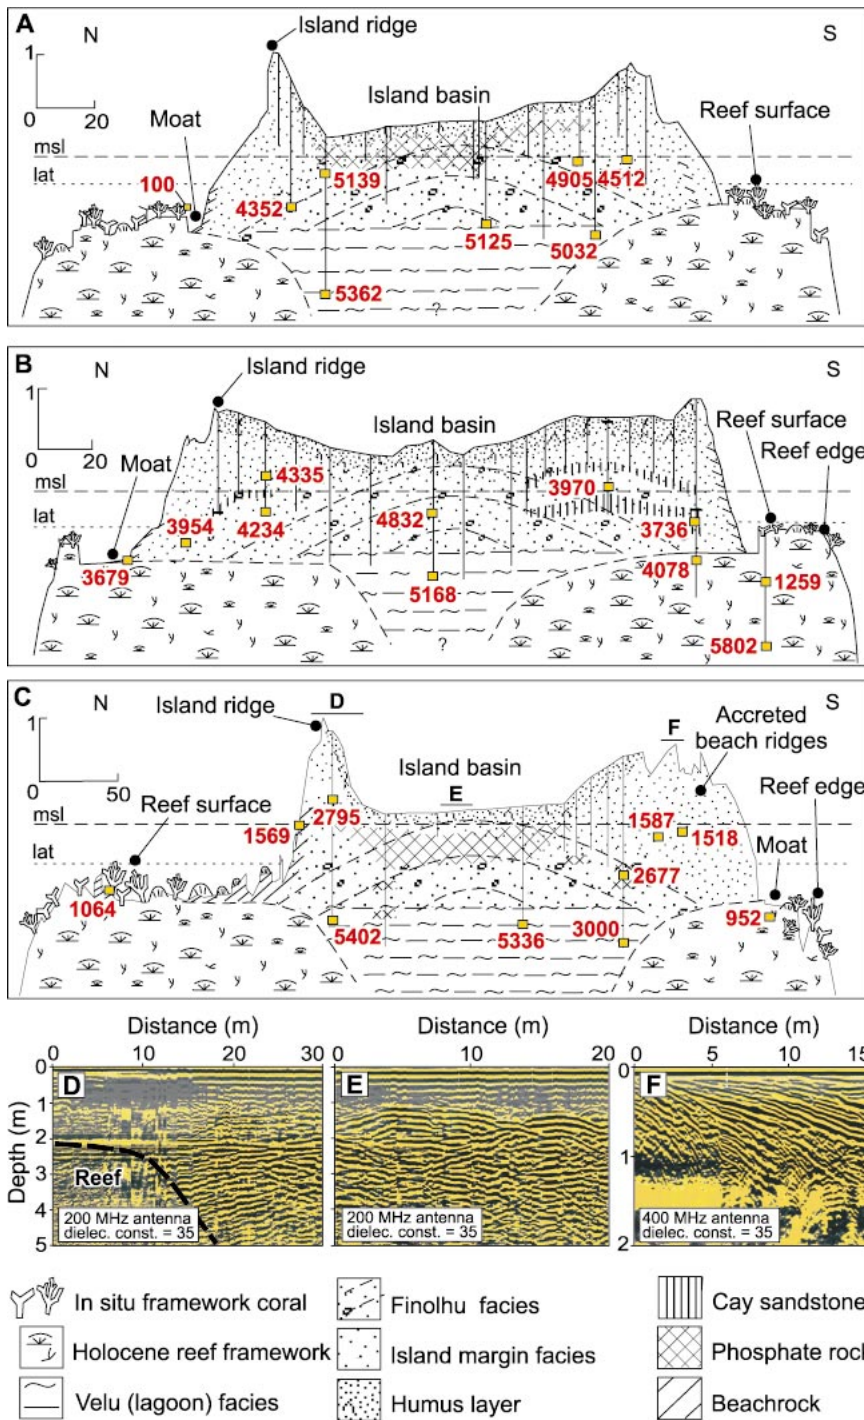 A
N
S
Island ridge
Island basin
Reef surface
Moat
1
20
msl
lat
100
5139
4352
5362
5125
4905
4512
5032
?
B
N
S
Island ridge
Island basin
Reef surface
Reef edge
Moat
1
0
20
msl
lat
4335
3954
4234
3679
4832
5168
3970
3736
4078
1259
5802
?
C
N
S
Island ridge
D
F
Accreted
beach ridges
Island basin
E
Reef edge
Reef surface
Moat
1
0
50
msl
lat
2795
1569
1064
5402
5336
3000
1587
1518
2677
952
Distance (m)
Distance (m)
Distance (m)
0 10 20 30
0 10 20
0 5 10 15
Depth (m)
0
1
2
3
4
5
D
Reef
200 MHz antenna
dielec. const. = 35
E
200 MHz antenna
dielec. const. = 35
0
1
2
F
400 MHz antenna
dielec. const. = 35
In situ framework coral
Finolhu facies
Cay sandstone
Holocene reef framework
Island margin facies
Phosphate rock
Velu (lagoon) facies
Humus layer
Beachrock